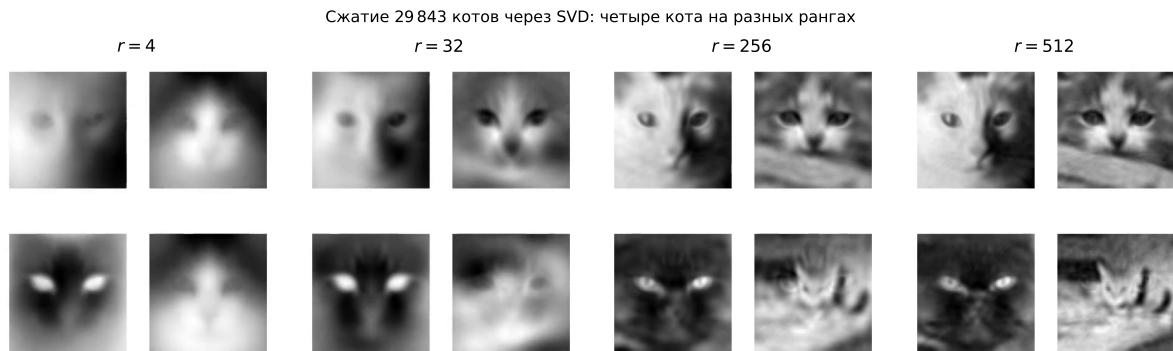 Сжатие 29 843 котов через SVD: четыре кота на разных рангах
r = 4 r = 32 r = 256 r = 512